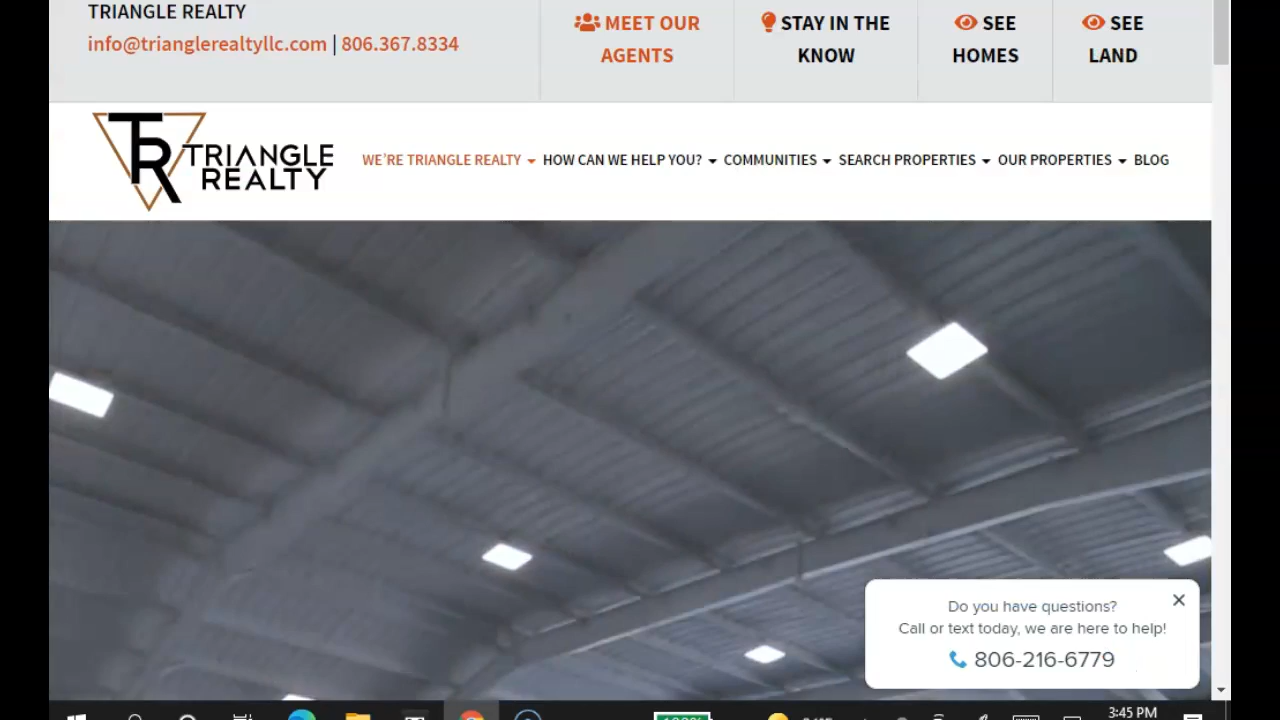 TRIANGLE REALTY
info@trianglerealtyllc.com | 806.367.8334
MEET OUR
AGENTS
STAY IN THE
KNOW
SEE
HOMES
SEE
LAND
TR
TRIANGLE
REALTY
WE'RE TRIANGLE REALTY
HOW CAN WE HELP YOU?
COMMUNITIES
SEARCH PROPERTIES
OUR PROPERTIES
BLOG
Do you have questions?
Call or text today, we are here to help!
806-216-6779
3:45 PM